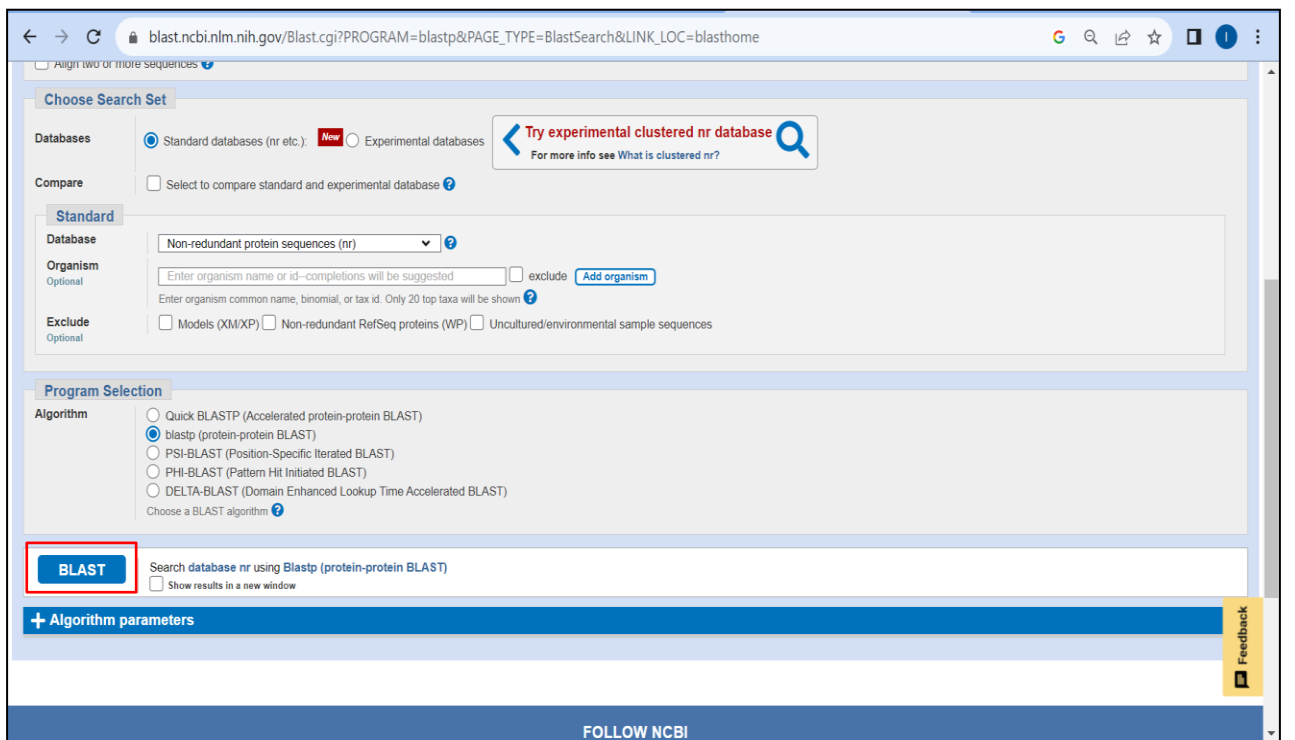 blast.ncbi.nlm.nih.gov/Blast.cgi?PROGRAM=blastp&PAGE_TYPE=BlastSearch&LINK_LOC=blasthome
G
I
Align two or more sequences ?
Choose Search Set
Databases
Standard databases (nr etc.): New Experimental databases
Try experimental clustered nr database
For more info see What is clustered nr?
Compare
Select to compare standard and experimental database ?
Standard
Database
Non-redundant protein sequences (nr) ?
Organism
Optional
Enter organism name or id--completions will be suggested exclude Add organism
Enter organism common name, binomial, or tax id. Only 20 top taxa will be shown ?
Exclude
Optional
Models (XM/XP) Non-redundant RefSeq proteins (WP) Uncultured/environmental sample sequences
Program Selection
Algorithm
Quick BLASTP (Accelerated protein-protein BLAST)
blastp (protein-protein BLAST)
PSI-BLAST (Position-Specific Iterated BLAST)
PHI-BLAST (Pattern Hit Initiated BLAST)
DELTA-BLAST (Domain Enhanced Lookup Time Accelerated BLAST)
Choose a BLAST algorithm ?
BLAST
Search database nr using Blastp (protein-protein BLAST)
Show results in a new window
+ Algorithm parameters
Feedback
FOLLOW NCBI